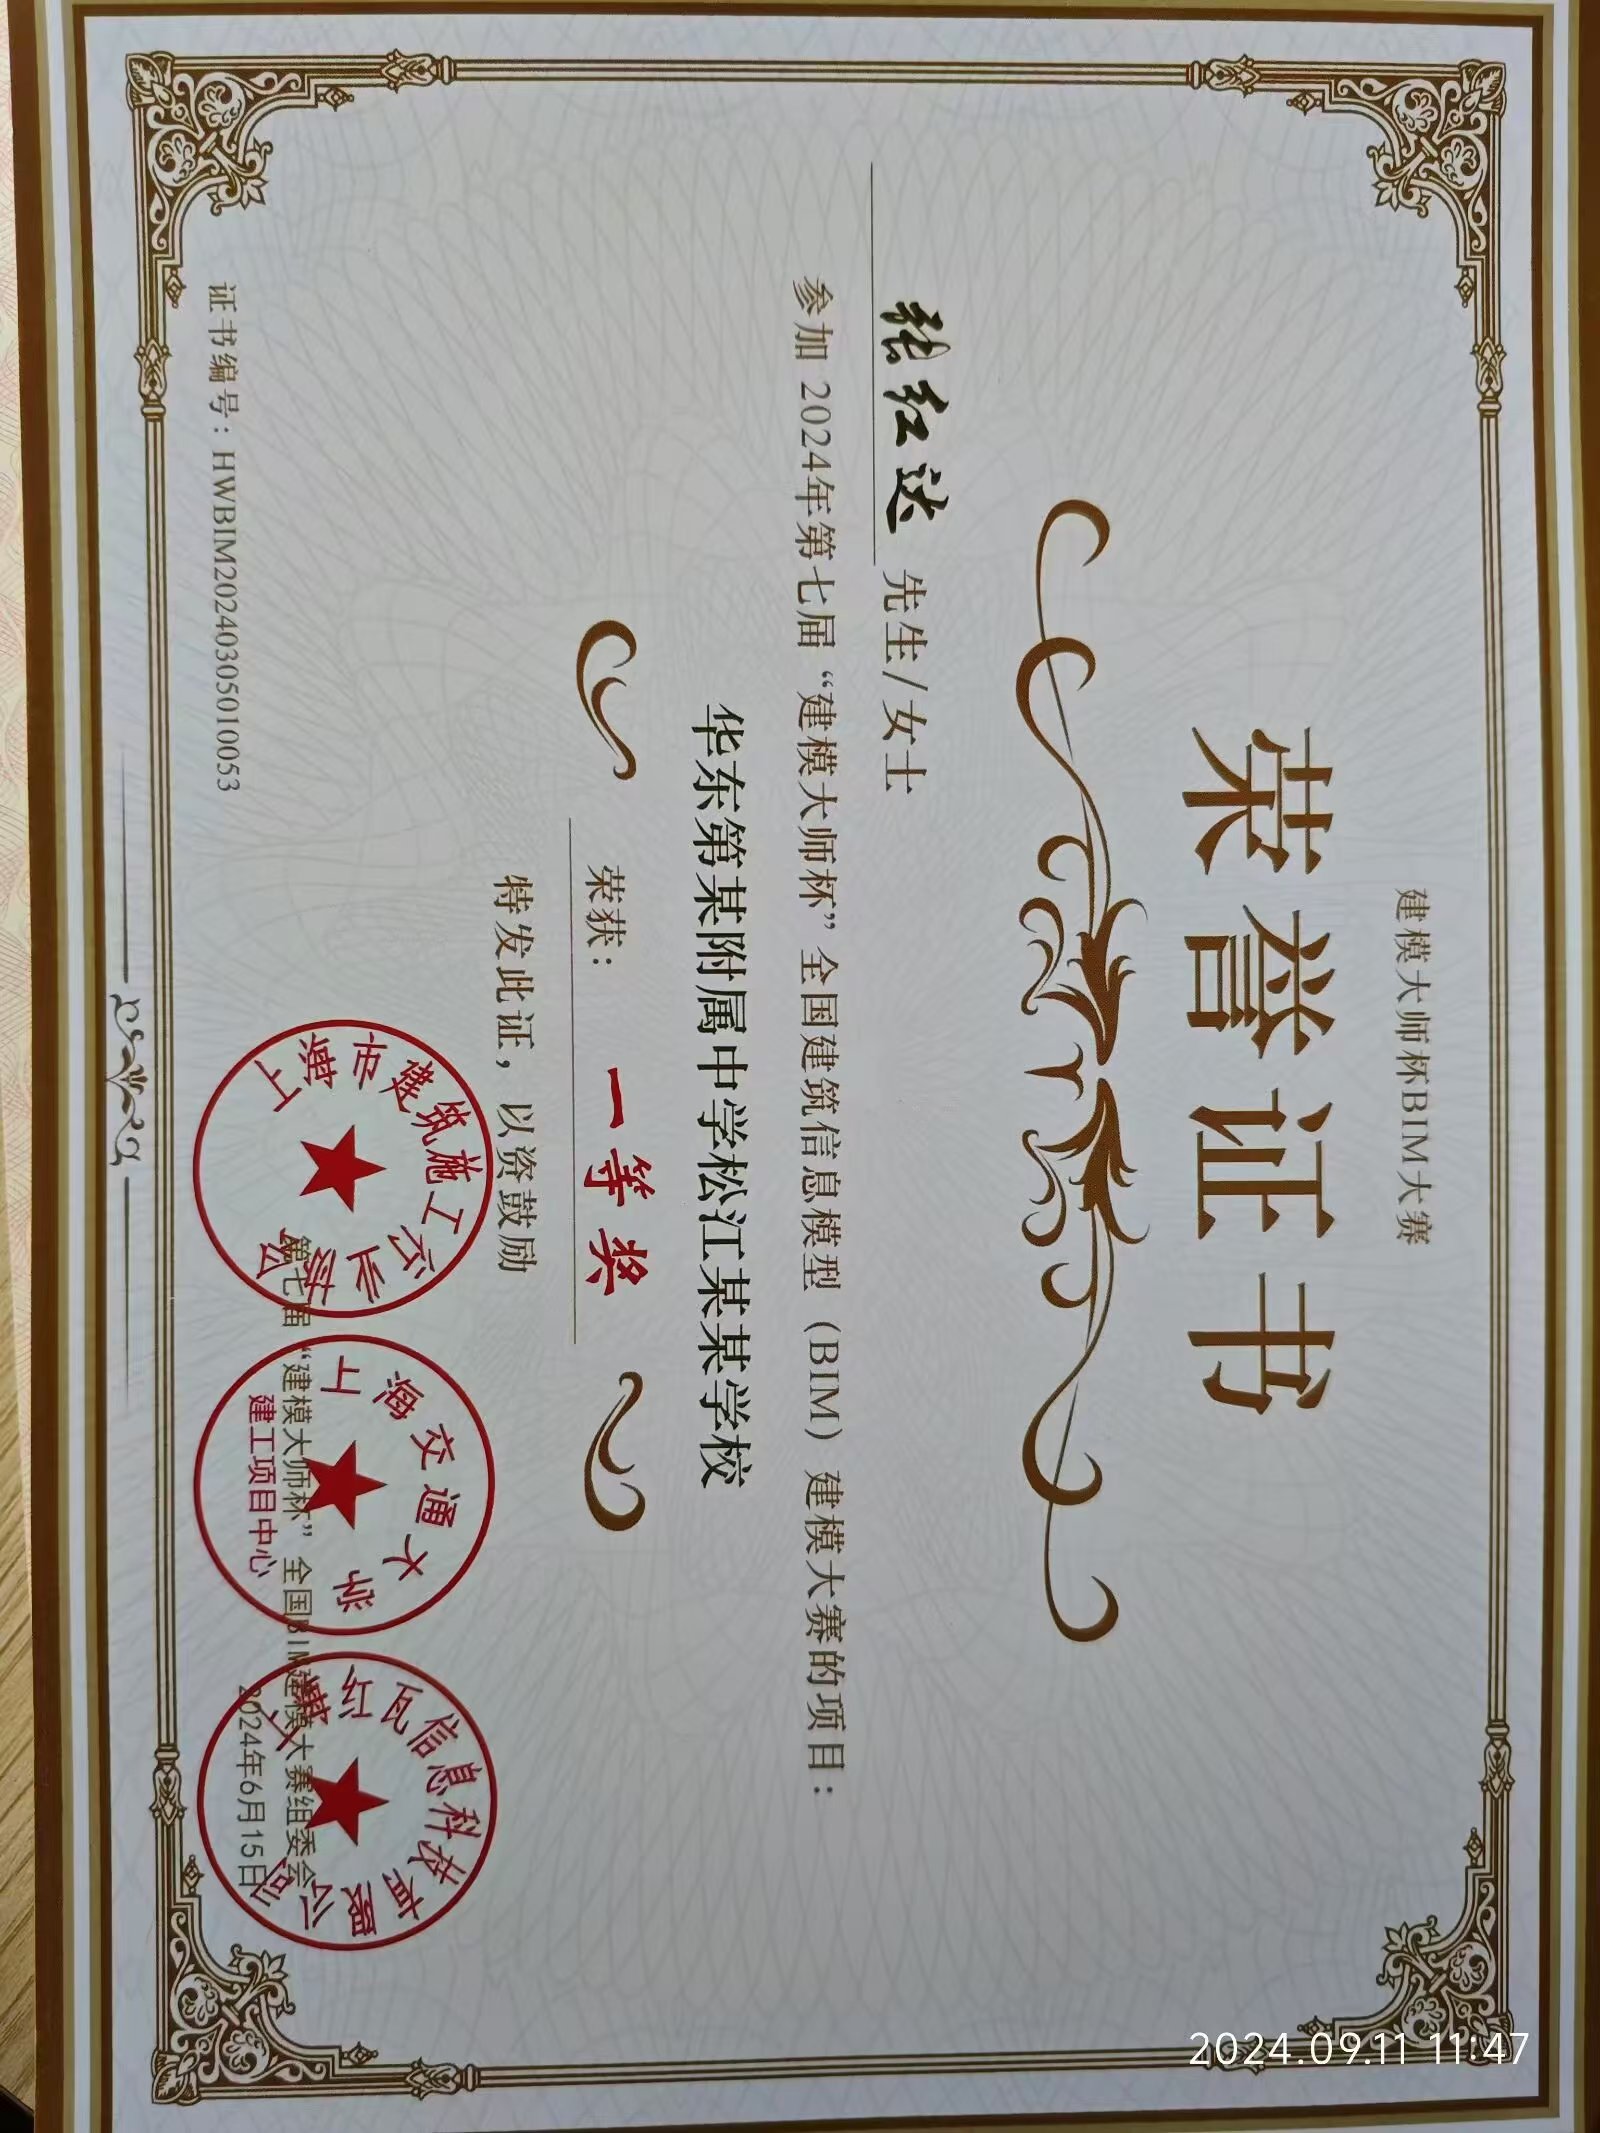 建模大师杯BIM大赛
荣誉证书
张红达 先生/女士
参加 2024年第七届“建模大师杯”全国建筑信息模型（BIM）建模大赛的项目：
华东第某附属中学松江某某学校
荣获： 一等奖
特发此证，以资鼓励
上海市建筑施工行业协会
上海交通大学
建工项目中心
上海红瓦信息科技有限公司
第七届“建模大师杯”全国BIM建模大赛组委会
2024年6月15日
证书编号：HWBIM20240305010053
2024.09.11 11:47